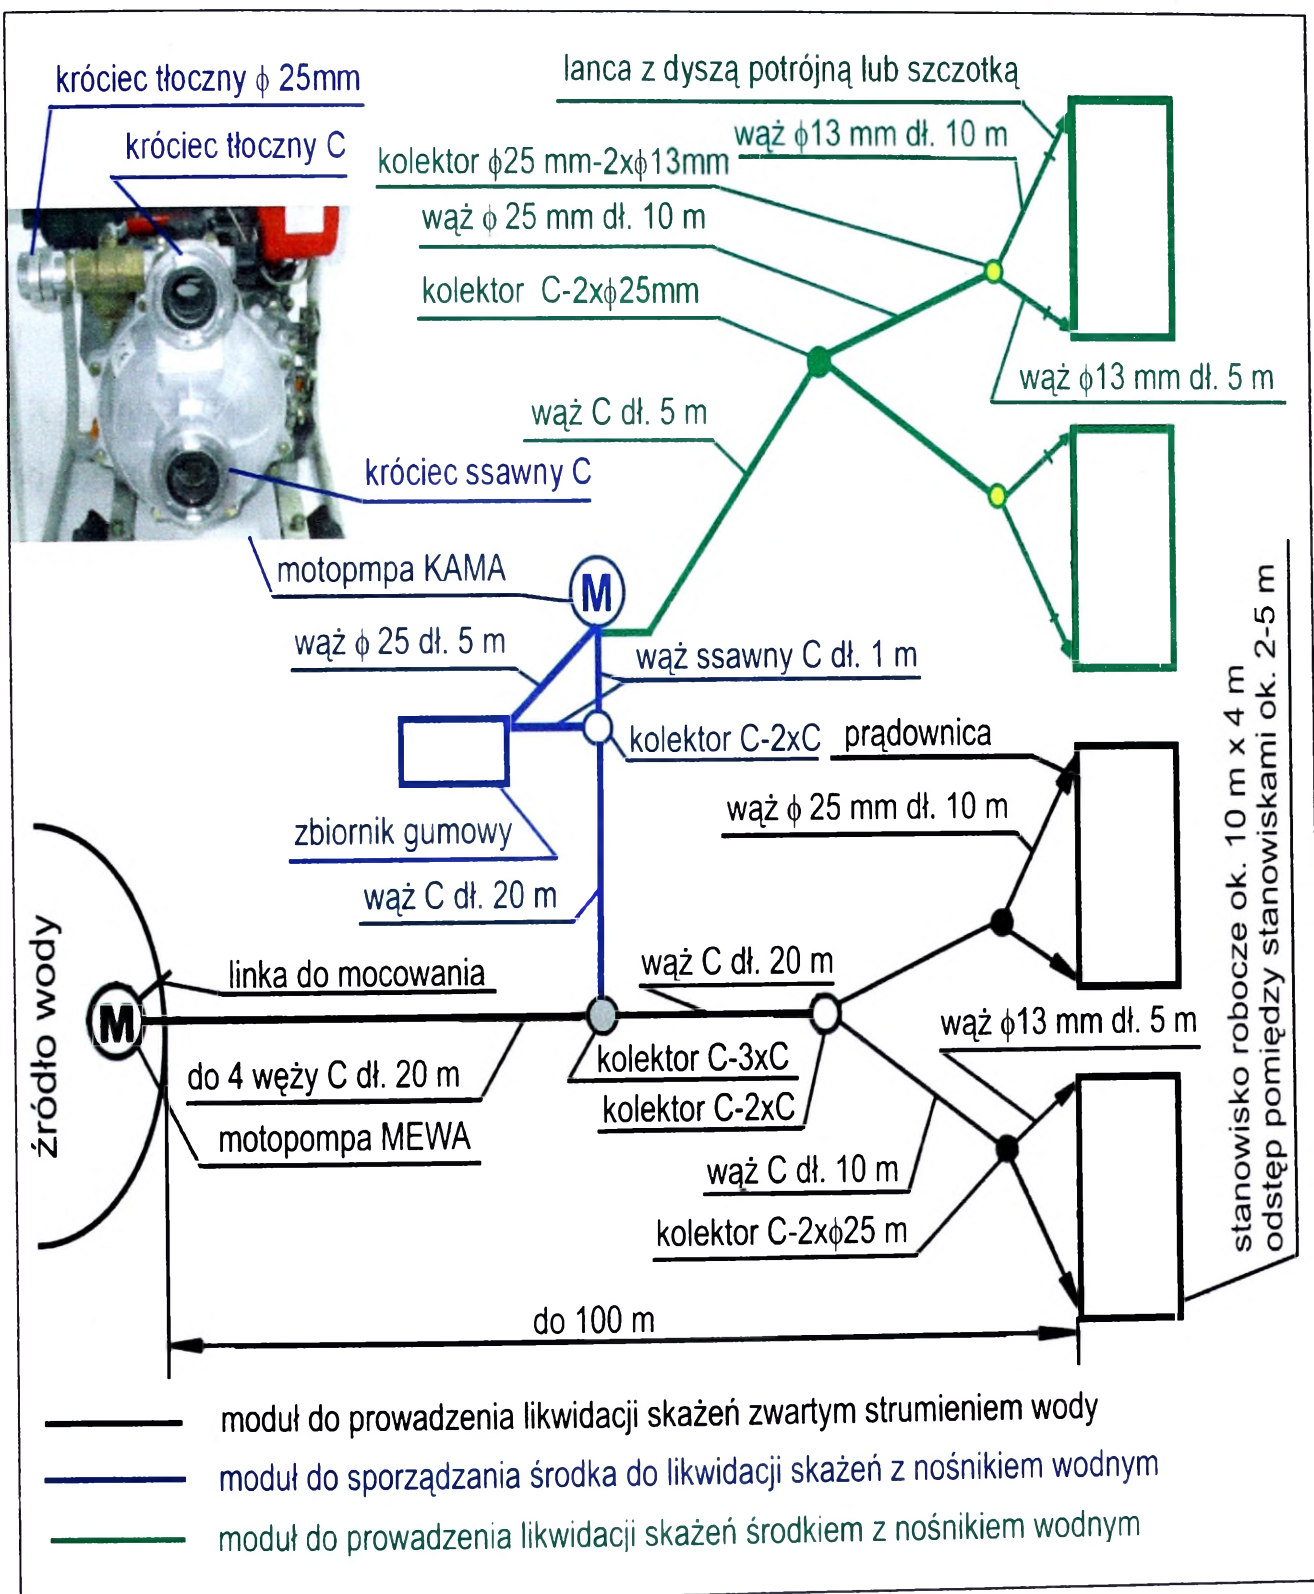 króciec tłoczny ϕ 25mm
króciec tłoczny C
lanca z dyszą potrójną lub szczotką
wąż ϕ13 mm dł. 10 m
kolektor ϕ25 mm-2xϕ13mm
wąż ϕ 25 mm dł. 10 m
kolektor C-2xϕ25mm
wąż ϕ13 mm dł. 5 m
wąż C dł. 5 m
króciec ssawny C
motopmpa KAMA
M
wąż ϕ 25 dł. 5 m
wąż ssawny C dł. 1 m
kolektor C-2xC
prądownica
wąż ϕ 25 mm dł. 10 m
zbiornik gumowy
wąż C dł. 20 m
źródło wody
linka do mocowania
wąż C dł. 20 m
M
wąż ϕ13 mm dł. 5 m
do 4 węży C dł. 20 m
kolektor C-3xC
kolektor C-2xC
motopompa MEWA
wąż C dł. 10 m
kolektor C-2xϕ25 m
stanowisko robocze ok. 10 m x 4 m
odstęp pomiędzy stanowiskami ok. 2-5 m
do 100 m
moduł do prowadzenia likwidacji skażeń zwartym strumieniem wody
moduł do sporządzania środka do likwidacji skażeń z nośnikiem wodnym
moduł do prowadzenia likwidacji skażeń środkiem z nośnikiem wodnym